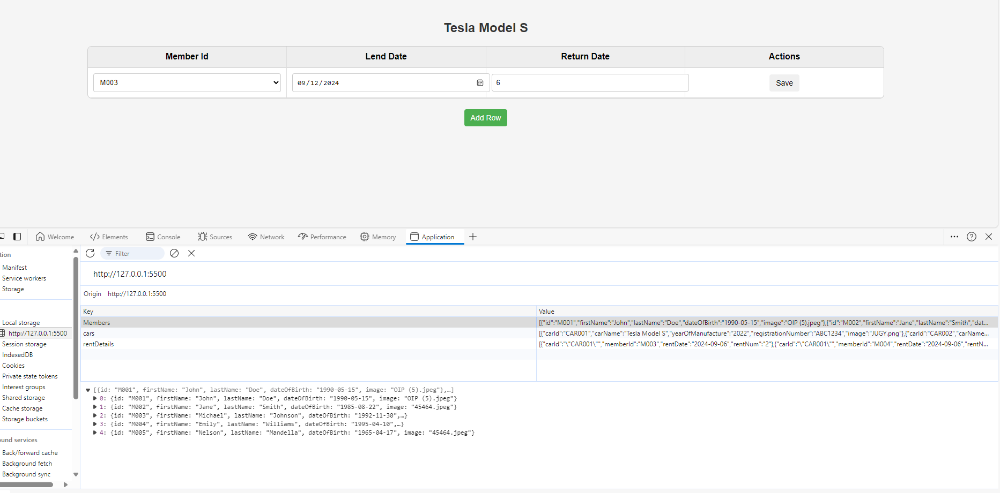 Tesla Model S
Member Id Lend Date Return Date Actions
M003 09/12/2024 6 Save
Add Row
Welcome Elements Console Sources Network Performance Memory Application
tion
Filter
Manifest
Service workers
Storage
http://127.0.0.1:5500
Origin http://127.0.0.1:5500
Key Value
Local storage
Members [{"id":"M001","firstName":"John","lastName":"Doe","dateOfBirth":"1990-05-15","image":"OIP (5).jpeg"},{"id":"M002","firstName":"Jane","lastName":"Smith","dat...
http://127.0.0.1:5500
cars [{"carId":"CAR001","carName":"Tesla Model S","yearOfManufacture":"2022","registrationNumber":"ABC1234","image":"JUGY.png"},{"carId":"CAR002","carName...
Session storage
rentDetails [{"carId":"\"CAR001\"","memberId":"M003","rentDate":"2024-09-06","rentNum":"2"},{"carId":"\"CAR001\"","memberId":"M004","rentDate":"2024-09-06","rentN...
IndexedDB
Cookies
Private state tokens
Interest groups
Shared storage
Cache storage
Storage buckets
[{id: "M001", firstName: "John", lastName: "Doe", dateOfBirth: "1990-05-15", image: "OIP (5).jpeg"},…]
0: {id: "M001", firstName: "John", lastName: "Doe", dateOfBirth: "1990-05-15", image: "OIP (5).jpeg"}
1: {id: "M002", firstName: "Jane", lastName: "Smith", dateOfBirth: "1985-08-22", image: "45464.jpeg"}
2: {id: "M003", firstName: "Michael", lastName: "Johnson", dateOfBirth: "1992-11-30",…}
3: {id: "M004", firstName: "Emily", lastName: "Williams", dateOfBirth: "1995-04-10",…}
4: {id: "M005", firstName: "Nelson", lastName: "Mandella", dateOfBirth: "1965-04-17", image: "45464.jpeg"}
ound services
Back/forward cache
Background fetch
Background sync